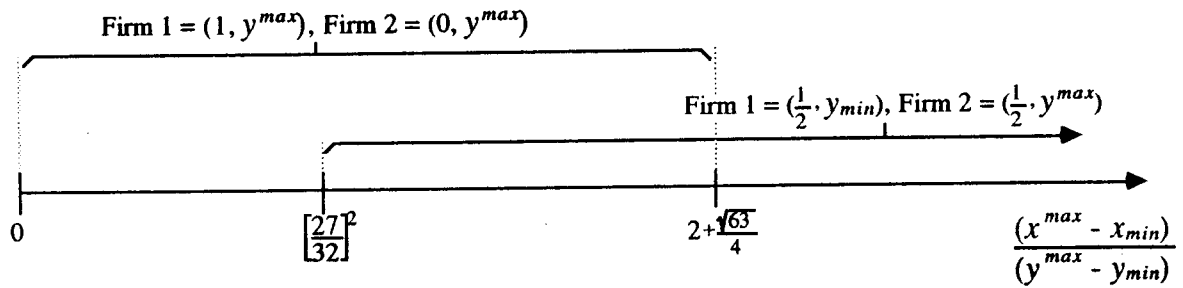 Firm 1 = (1, y^max), Firm 2 = (0, y^max)
Firm 1 = (1/2, y_min), Firm 2 = (1/2, y^max)
0
[27/32]^2
2+√63/4
(x^max - x_min)
(y^max - y_min)